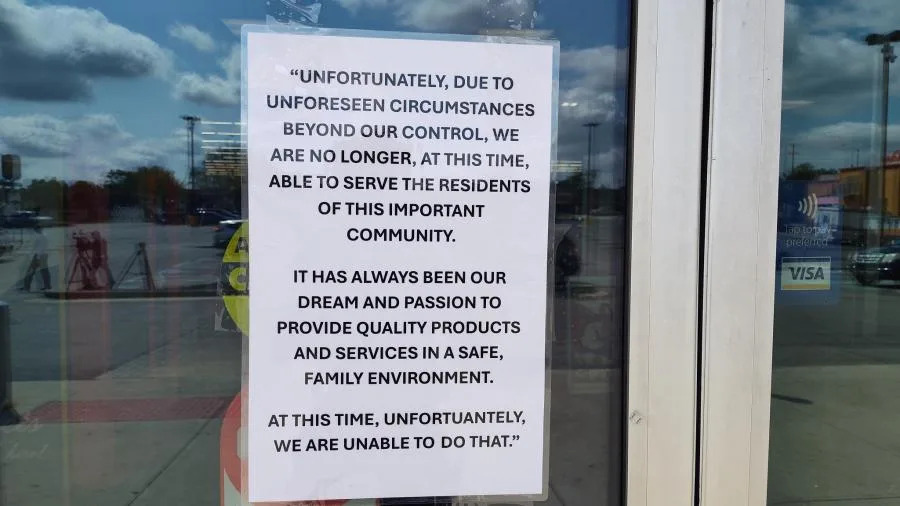 “UNFORTUNATELY, DUE TO
UNFORESEEN CIRCUMSTANCES
BEYOND OUR CONTROL, WE
ARE NO LONGER, AT THIS TIME,
ABLE TO SERVE THE RESIDENTS
OF THIS IMPORTANT
COMMUNITY.
IT HAS ALWAYS BEEN OUR
DREAM AND PASSION TO
PROVIDE QUALITY PRODUCTS
AND SERVICES IN A SAFE,
FAMILY ENVIRONMENT.
AT THIS TIME, UNFORTUANTELY,
WE ARE UNABLE TO DO THAT.”
Tap to pay
preferred
VISA